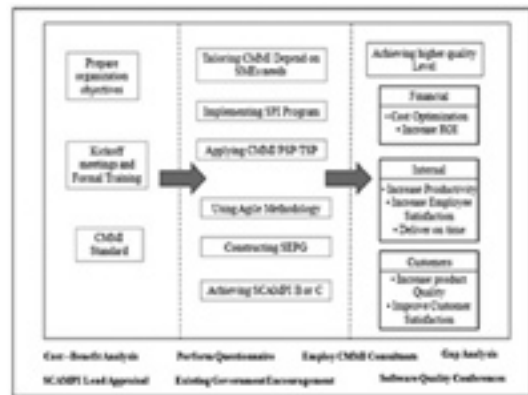 Prepare
organization
objectives
Kickoff
meetings and
Formal Training
CMMI
Standard
Tailoring CMMI Depend on
SMEs needs
Implementing SPI Program
Applying CMMI PSP TSP
Using Agile Methodology
Constructing SEPG
Achieving SCAMPI B or C
Achieving higher quality
Level
Financial
• Cost Optimization
• Increase ROI
Internal
• Increase Productivity
• Increase Employee
Satisfaction
• Deliver on time
Customers
• Increase product
Quality
• Improve Customer
Satisfaction
Cost - Benefit Analysis
Perform Questionnaire
Employ CMMI Consultants
Gap Analysis
SCAMPI Lead Appraisal
Existing Government Encouragement
Software Quality Conferences